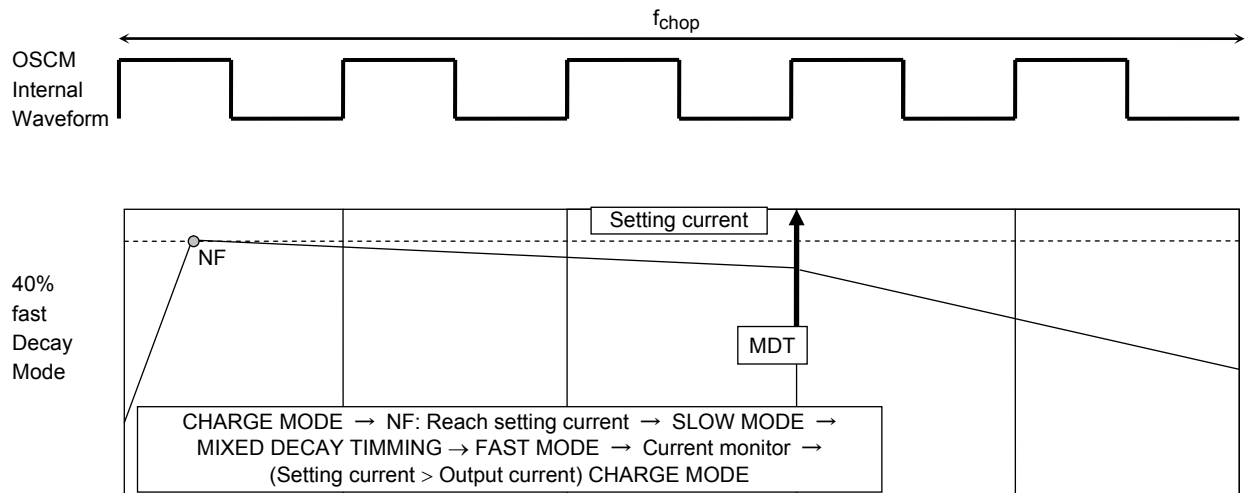 fchop
OSCM
Internal
Waveform
Setting current
NF
40%
fast
Decay
Mode
MDT
CHARGE MODE → NF: Reach setting current → SLOW MODE →
MIXED DECAY TIMMING → FAST MODE → Current monitor →
(Setting current > Output current) CHARGE MODE